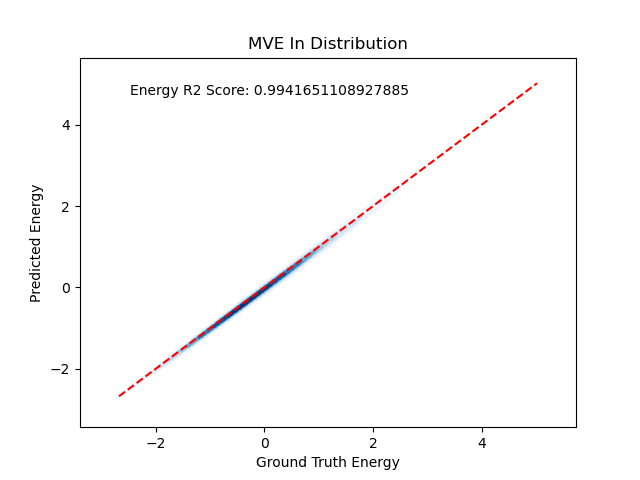 MVE In Distribution
Energy R2 Score: 0.9941651108927885
Predicted Energy
4
2
0
−2
−2
0
2
4
Ground Truth Energy